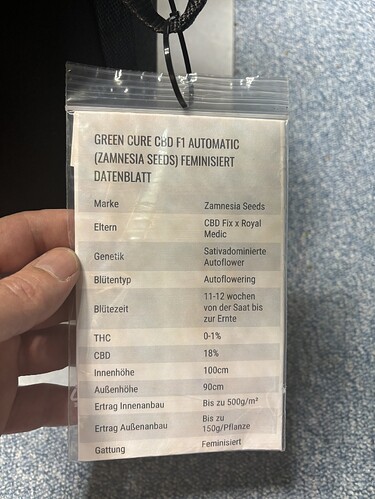 GREEN CURE CBD F1 AUTOMATIC
(ZAMNESIA SEEDS) FEMINISIERT
DATENBLATT
Marke Zamnesia Seeds
Eltern CBD Fix x Royal
Medic
Genetik Sativadominierte
Autoflower
Blütentyp Autoflowering
Blütezeit 11-12 wochen
von der Saat bis
zur Ernte
THC 0-1%
CBD 18%
Innenhöhe 100cm
Außenhöhe 90cm
Ertrag Innenanbau Bis zu 500g/m²
Ertrag Außenanbau Bis zu
150g/Pflanze
Gattung Feminisiert